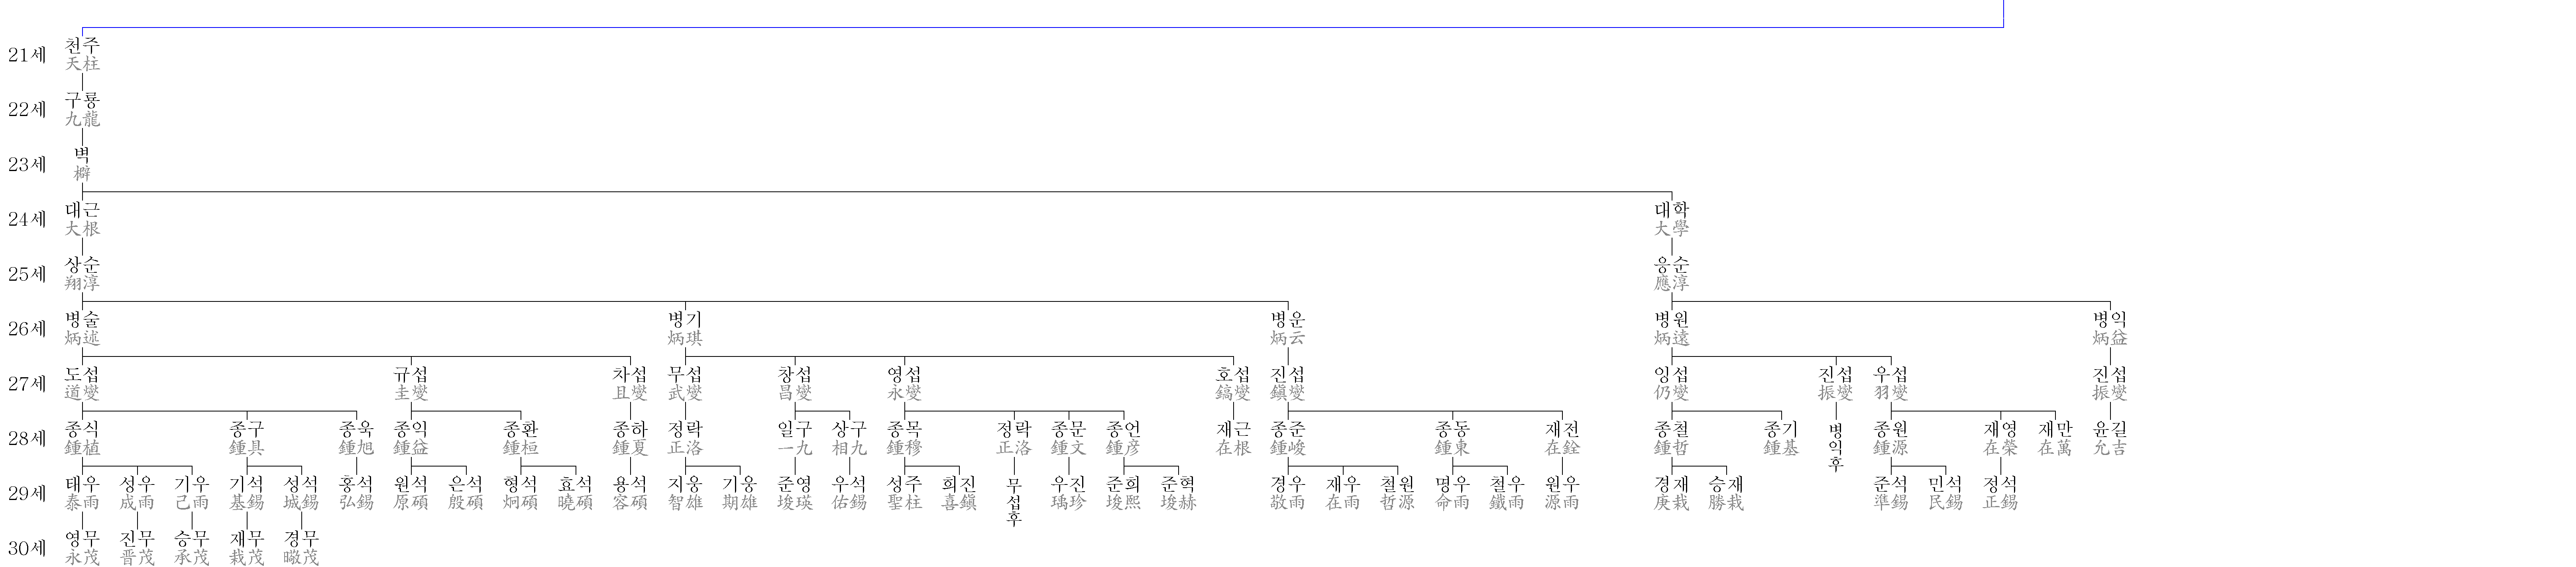 21세 천주
天柱
22세 구룡
九龍
23세 벽
檘
24세 대근 대학
大根 大學
25세 상순 응순
翔淳 應淳
26세 병술 병기 병운 병원 병익
炳述 炳琪 炳云 炳遠 炳益
27세 도섭 규섭 차섭 무섭 창섭 영섭 호섭 진섭 잉섭 진섭 우섭 진섭
道燮 圭燮 且燮 武燮 昌燮 永燮 鎬燮 鎭燮 仍燮 振燮 羽燮 振燮
28세 종식 종구 종욱 종익 종환 종하 정락 일구 상구 종목 정락 종문 종언 재근 종준 종동 재전 종철 종기 병익후 종원 재영 재만 윤길
鍾植 鍾具 鍾旭 鍾益 鍾桓 鍾夏 正洛 一九 相九 鍾穆 正洛 鍾文 鍾彦 在根 鍾峻 鍾東 在銓 鍾哲 鍾基 鍾源 在榮 在萬 允吉
29세 태우 성우 기우 기석 성석 홍석 원석 은석 형석 효석 용석 지웅 기웅 준영 우석 성주 희진 무섭후 우진 준희 준혁 경우 재우 철원 명우 철우 원우 경재 승재 준석 민석 정석
泰雨 成雨 己雨 基錫 城錫 弘錫 原碩 殷碩 炯碩 曉碩 容碩 智雄 期雄 埈瑛 佑錫 聖柱 喜鎭 瑀珍 埈熙 埈赫 敬雨 在雨 哲源 命雨 鐵雨 源雨 庚栽 勝栽 準錫 民錫 正錫
30세 영무 진무 승무 재무 경무
永茂 晋茂 承茂 栽茂 暾茂